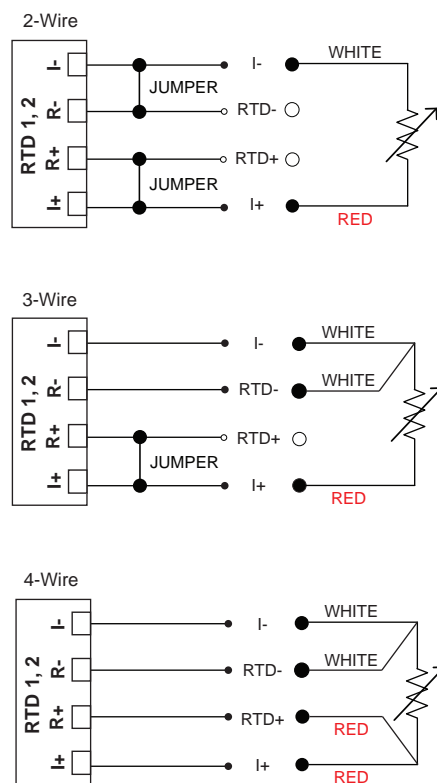 2-Wire
RTD 1, 2
I- I- WHITE
JUMPER
R- RTD-
R+ RTD+
JUMPER
I+ I+
RED
3-Wire
RTD 1, 2
I- I- WHITE
R- RTD- WHITE
R+ RTD+
JUMPER
I+ I+
RED
4-Wire
RTD 1, 2
I- I- WHITE
R- RTD- WHITE
R+ RTD+ RED
I+ I+
RED